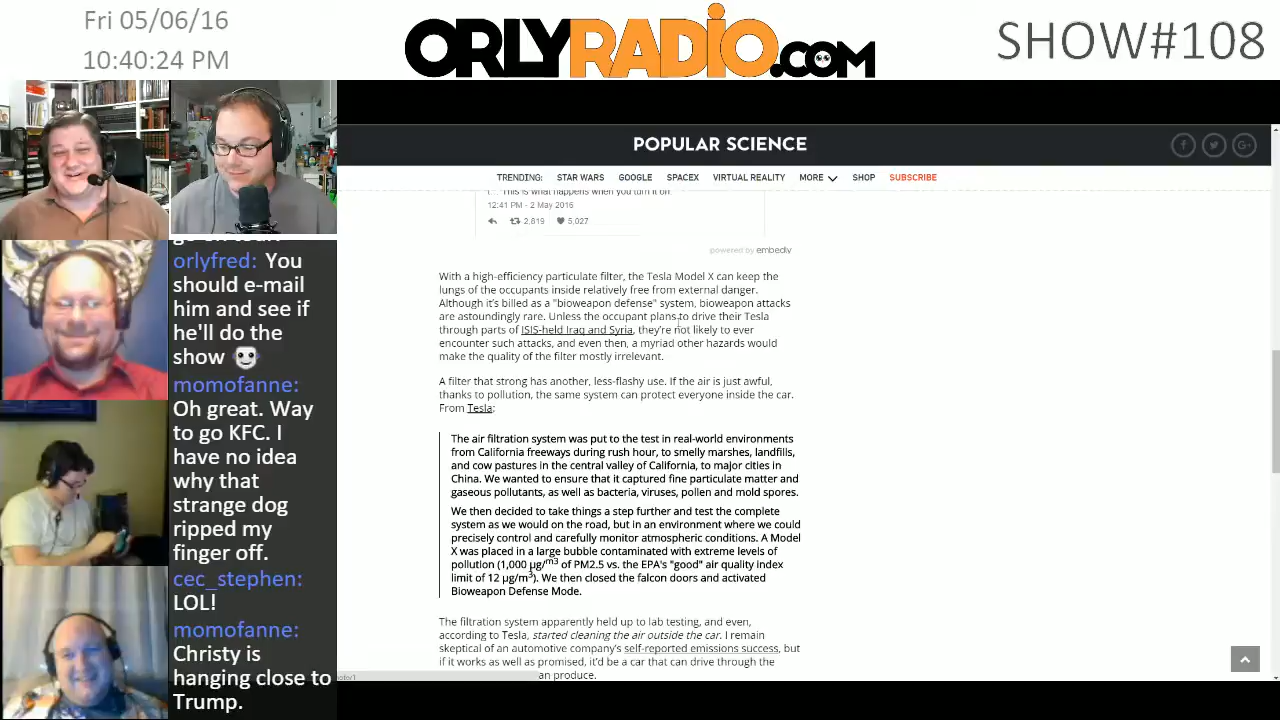 Fri 05/06/16
10:40:24 PM
ORLYRADIO.COM
SHOW#108
POPULAR SCIENCE
TRENDING: STAR WARS GOOGLE SPACEX VIRTUAL REALITY MORE SHOP SUBSCRIBE
This is what happens when you turn it on
12:41 PM - 2 May 2016
2,819 5,027
powered by embedly
With a high-efficiency particulate filter, the Tesla Model X can keep the
lungs of the occupants inside relatively free from external danger.
Although it's billed as a "bioweapon defense" system, bioweapon attacks
are astoundingly rare. Unless the occupant plans to drive their Tesla
through parts of ISIS-held Iraq and Syria, they're not likely to ever
encounter such attacks, and even then, a myriad other hazards would
make the quality of the filter mostly irrelevant.
A filter that strong has another, less-flashy use. If the air is just awful,
thanks to pollution, the same system can protect everyone inside the car.
From Tesla:
The air filtration system was put to the test in real-world environments
from California freeways during rush hour, to smelly marshes, landfills,
and cow pastures in the central valley of California, to major cities in
China. We wanted to ensure that it captured fine particulate matter and
gaseous pollutants, as well as bacteria, viruses, pollen and mold spores.
We then decided to take things a step further and test the complete
system as we would on the road, but in an environment where we could
precisely control and carefully monitor atmospheric conditions. A Model
X was placed in a large bubble contaminated with extreme levels of
pollution (1,000 µg/m3 of PM2.5 vs. the EPA's "good" air quality index
limit of 12 µg/m3). We then closed the falcon doors and activated
Bioweapon Defense Mode.
The filtration system apparently held up to lab testing, and even,
according to Tesla, started cleaning the air outside the car. I remain
skeptical of an automotive company's self-reported emissions success, but
if it works as well as promised, it'd be a car that can drive through the
an produce.
orlyfred: You
should e-mail
him and see if
he'll do the
show
momofanne:
Oh great. Way
to go KFC. I
have no idea
why that
strange dog
ripped my
finger off.
cec_stephen:
LOL!
momofanne:
Christy is
hanging close to
Trump.